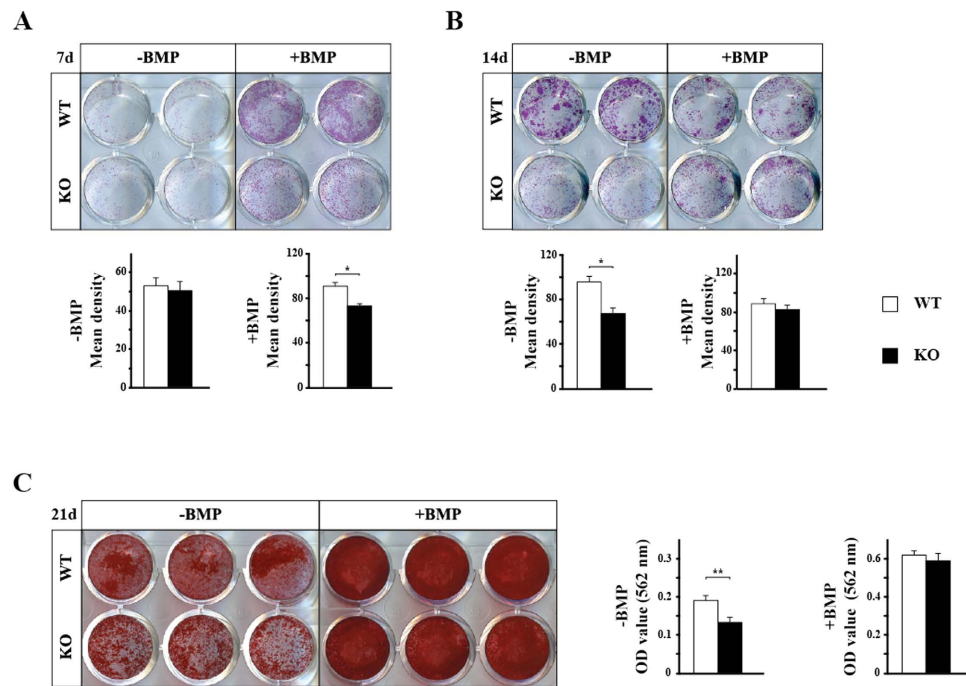 A
7d -BMP +BMP
WT
KO
-BMP
Mean density
60
40
20
0
+BMP
Mean density
120
80
40
0
*
B
14d -BMP +BMP
WT
KO
-BMP
Mean density
120
80
40
0
*
+BMP
Mean density
120
80
40
0
WT
KO
C
21d -BMP +BMP
WT
KO
-BMP
OD value (562 nm)
0.3
0.2
0.1
0
**
+BMP
OD value (562 nm)
0.6
0.4
0.2
0